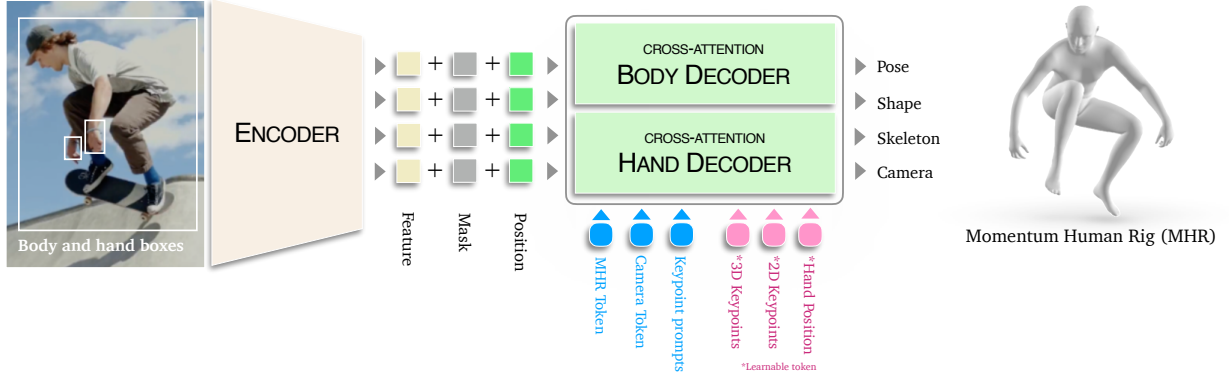 Body and hand boxes
ENCODER
Feature
Mask
Position
CROSS-ATTENTION
BODY DECODER
CROSS-ATTENTION
HAND DECODER
MHR Token
Camera Token
Keypoint prompts
*3D Keypoints
*2D Keypoints
*Hand Position
*Learnable token
Pose
Shape
Skeleton
Camera
Momentum Human Rig (MHR)